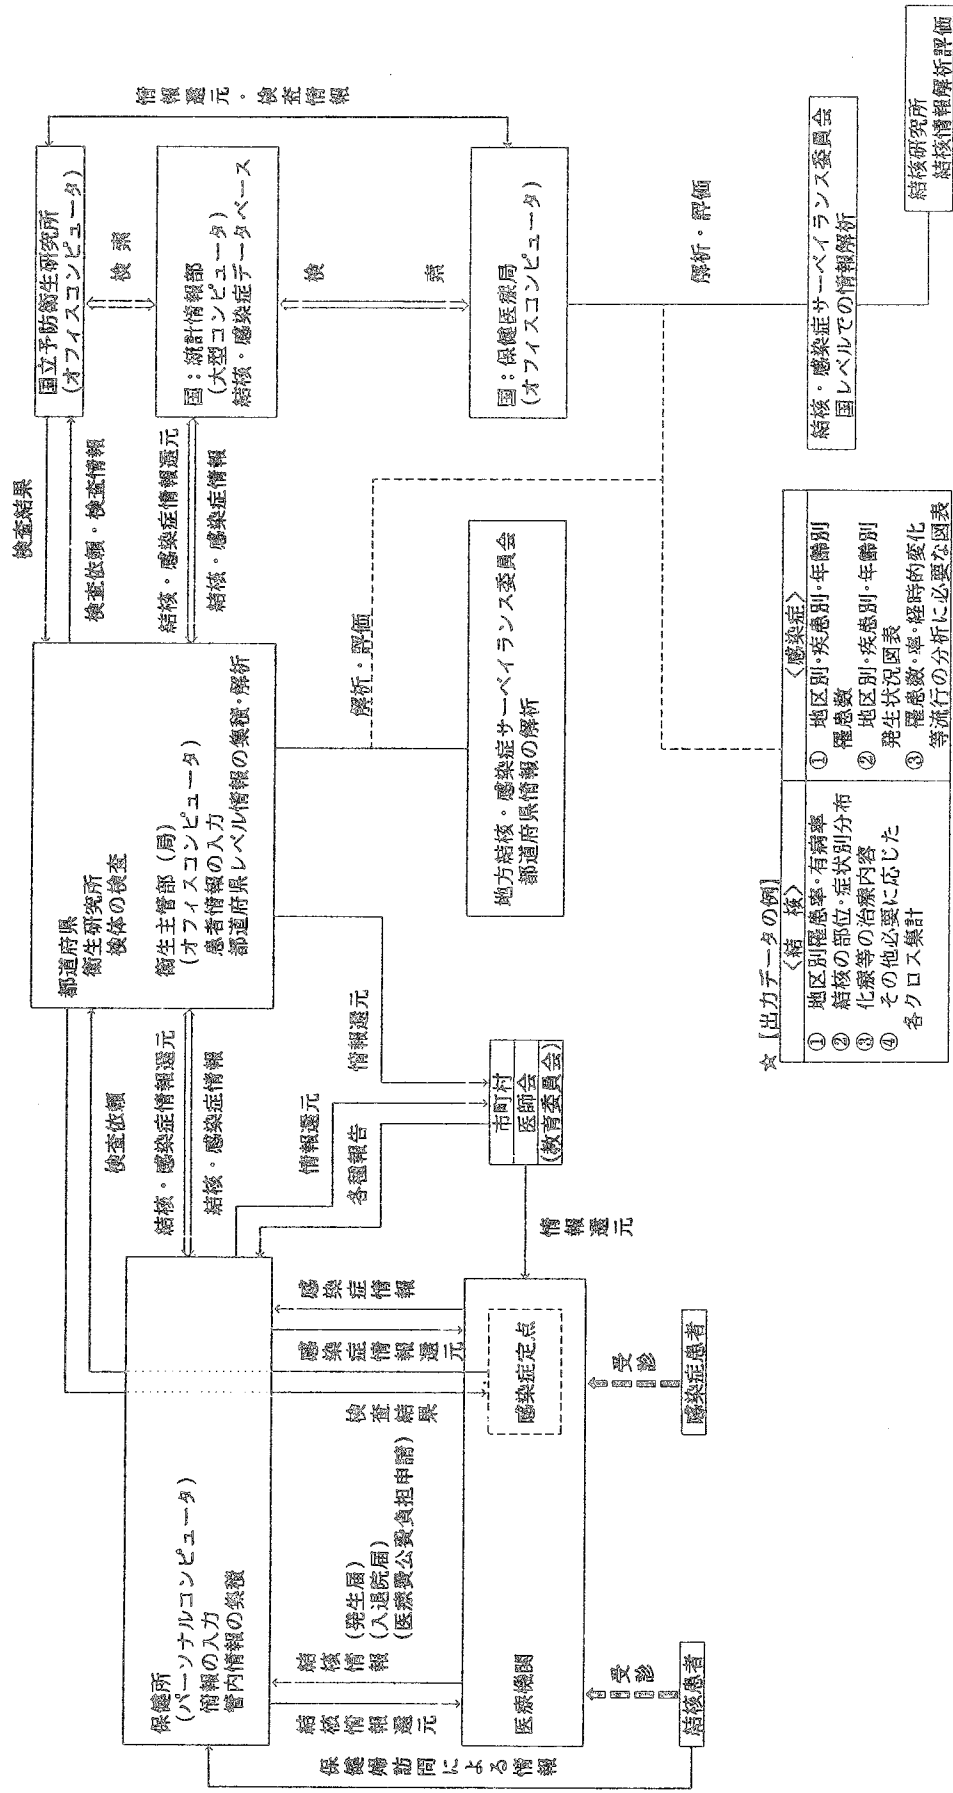 保健所
(パーソナルコンピュータ)
情報の入力
管内情報の集積
都道府県
衛生研究所
検体の検査
衛生主管部(局)
(オフィスコンピュータ)
患者情報の入力
都道府県レベル情報の集積・解析
国立予防衛生研究所
(オフィスコンピュータ)
検索
国:統計情報部
(大型コンピュータ)
結核・感染症データベース
検索
国:保健医療局
(オフィスコンピュータ)
情報還元・検査情報
検査結果
検査依頼・検査情報
結核・感染症情報還元
結核・感染症情報
検査依頼
結核・感染症情報還元
結核・感染症情報
情報還元
各種報告
情報還元
市町村
医師会
(教育委員会)
情報還元
保健婦訪問による情報
結核情報還元
結核情報
(発生届)
(入退院届)
(医療費公費負担申請)
検査結果
感染症情報還元
感染症情報
医療機関
感染症定点
受診
受診
結核患者
感染症患者
解析・評価
地方結核・感染症サーベイランス委員会
都道府県情報の解析
解析・評価
結核・感染症サーベイランス委員会
国レベルでの情報解析
結核研究所
結核情報解析評価
☆ [出力データの例]
<結 核>
① 地区別罹患率・有病率
② 結核の部位・症状別分布
③ 化療等の治療内容
④ その他必要に応じた
各クロス集計
<感染症>
① 地区別・疾患別・年齢別
罹患数
② 地区別・疾患別・年齢別
発生状況図表
③ 罹患数・率・経時的変化
等流行の分析に必要な図表